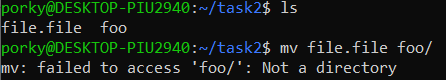 porky@DESKTOP-PIU2940:~/task2$ ls
file.file  foo
porky@DESKTOP-PIU2940:~/task2$ mv file.file foo/
mv: failed to access 'foo/': Not a directory